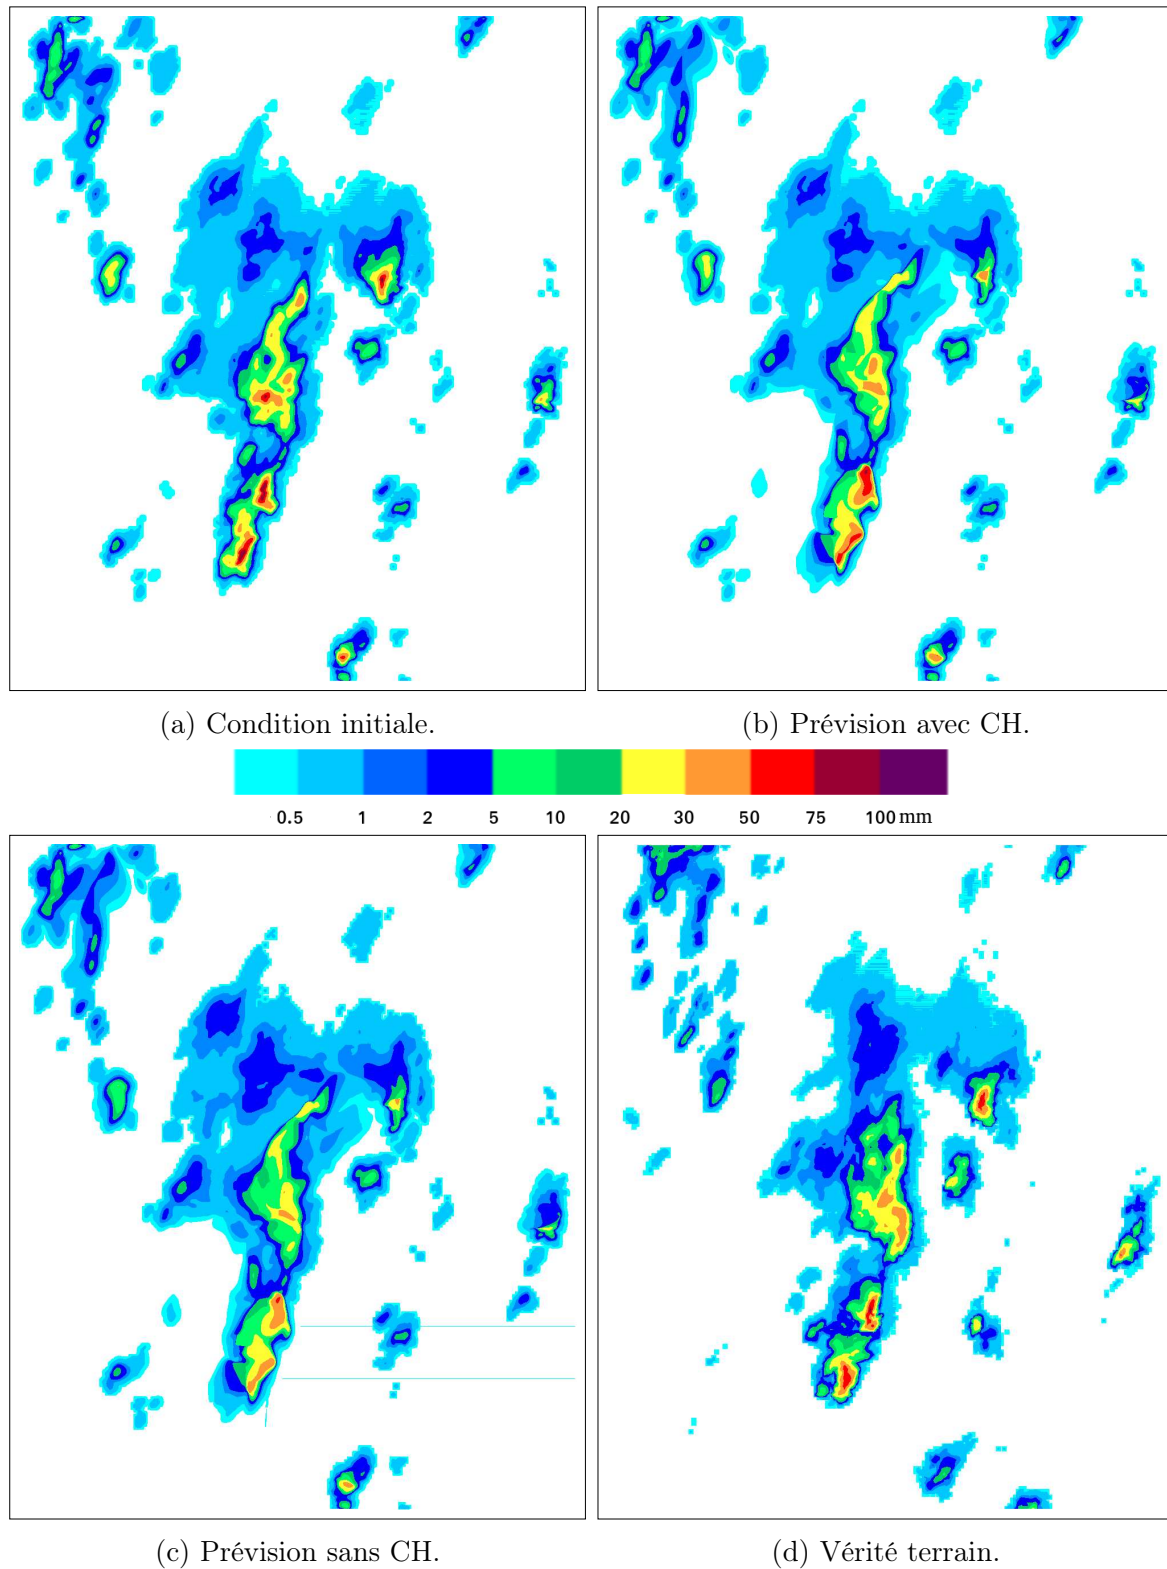 (a) Condition initiale.
(b) Prévision avec CH.
0.5 1 2 5 10 20 30 50 75 100 mm
(c) Prévision sans CH.
(d) Vérité terrain.